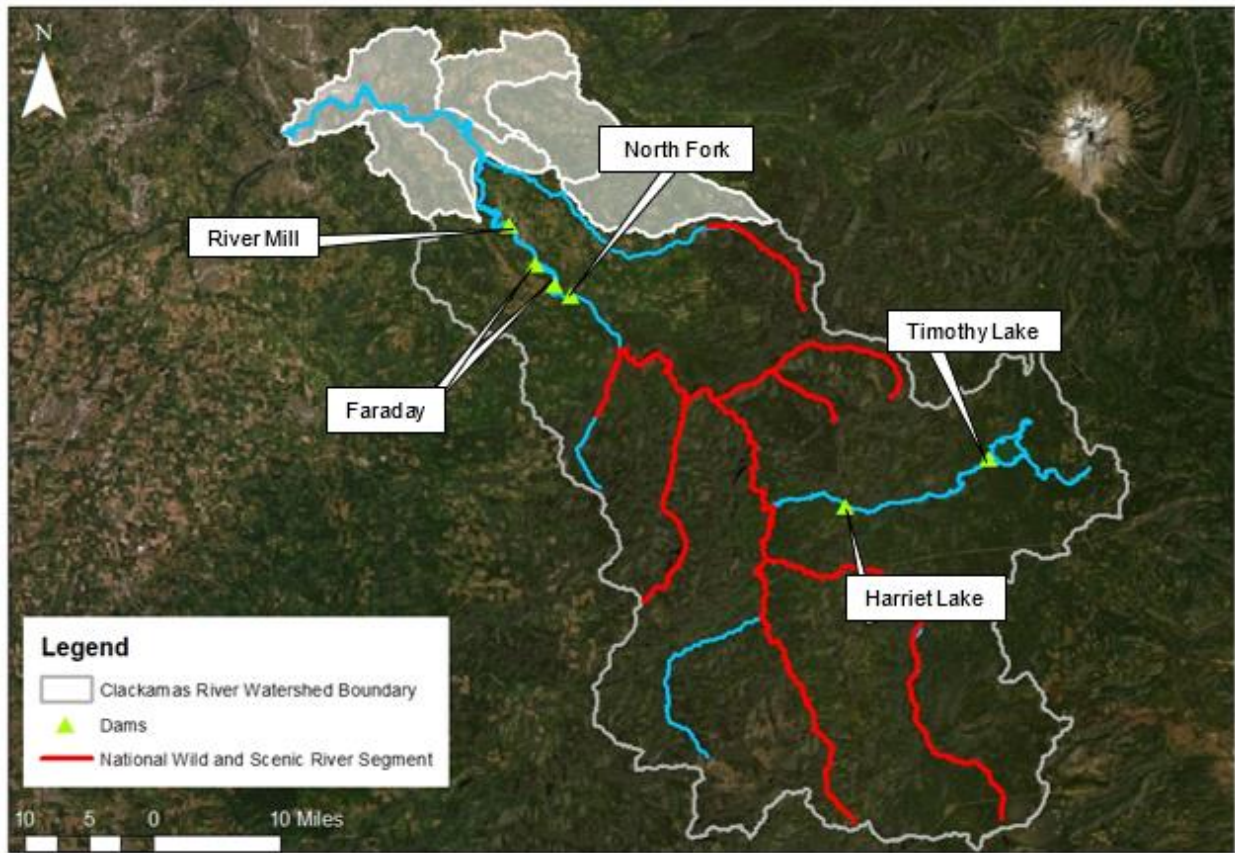 N
North Fork
River Mill
Timothy Lake
Faraday
Harriet Lake
Legend
Clackamas River Watershed Boundary
Dams
National Wild and Scenic River Segment
10 5 0 10 Miles